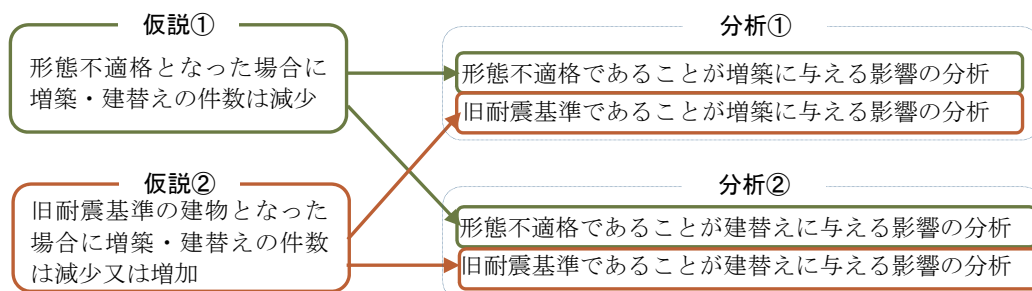 仮説①
形態不適格となった場合に
増築・建替えの件数は減少
仮説②
旧耐震基準の建物となった
場合に増築・建替えの件数
は減少又は増加
分析①
形態不適格であることが増築に与える影響の分析
旧耐震基準であることが増築に与える影響の分析
分析②
形態不適格であることが建替えに与える影響の分析
旧耐震基準であることが建替えに与える影響の分析